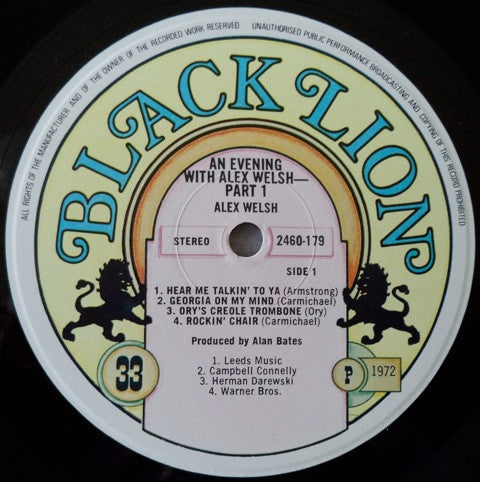 ALL RIGHTS OF THE MANUFACTURER AND OF THE OWNER OF THE RECORDED WORK RESERVED UNAUTHORISED PUBLIC PERFORMANCE BROADCASTING AND COPYING OF THIS RECORD PROHIBITED
BLACK LION
AN EVENING
WITH ALEX WELSH—
PART 1
ALEX WELSH
STEREO 2460-179
SIDE 1
1. HEAR ME TALKIN' TO YA (Armstrong)
2. GEORGIA ON MY MIND (Carmichael)
3. ORY'S CREOLE TROMBONE (Ory)
4. ROCKIN' CHAIR (Carmichael)
Produced by Alan Bates
1. Leeds Music
2. Campbell Connelly
3. Herman Darewski
4. Warner Bros.
33 P 1972